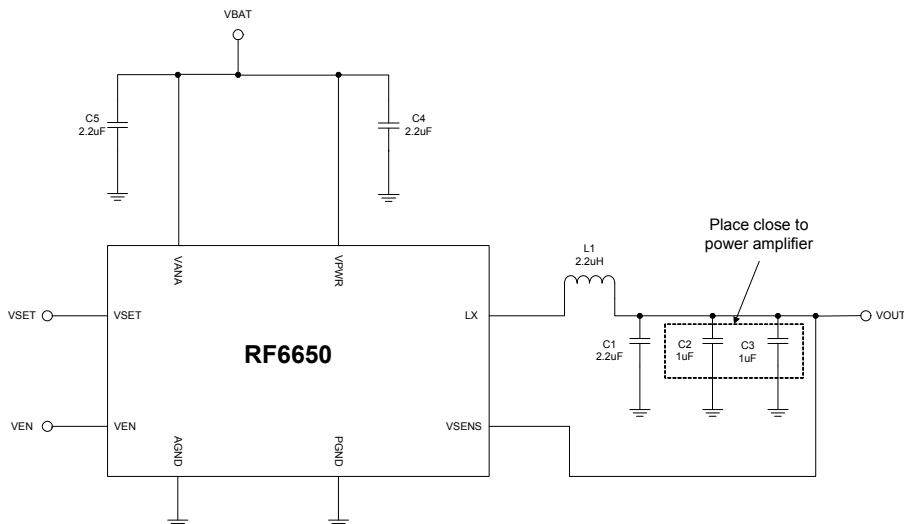 VBAT
C5
2.2uF
C4
2.2uF
Place close to
power amplifier
L1
2.2uH
VANA
VPWR
VSET
VSET
LX
VOUT
C1
2.2uF
C2
1uF
C3
1uF
RF6650
VEN
VEN
VSENS
AGND
PGND